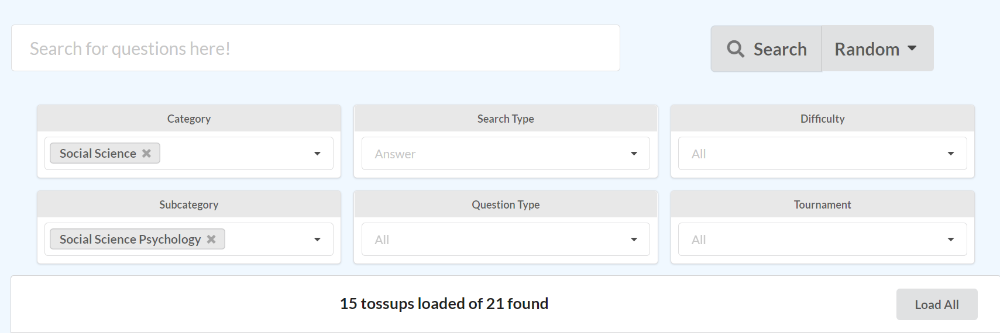 Search for questions here!
Search
Random
Category
Search Type
Difficulty
Social Science
Answer
All
Subcategory
Question Type
Tournament
Social Science Psychology
All
All
15 tossups loaded of 21 found
Load All